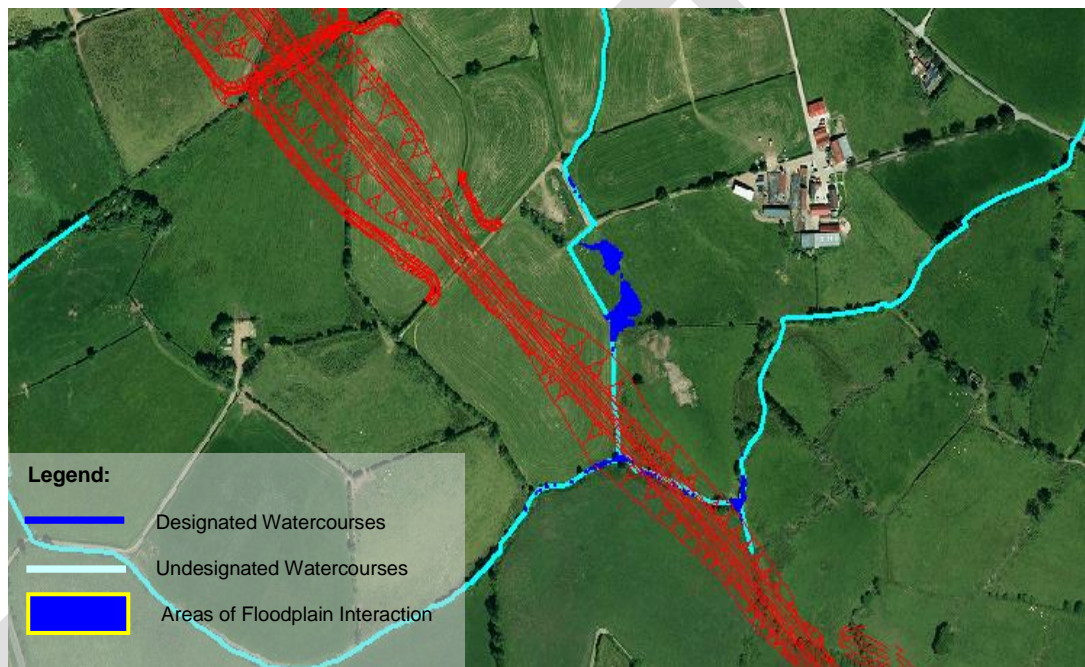 Legend:
Designated Watercourses
Undesignated Watercourses
Areas of Floodplain Interaction